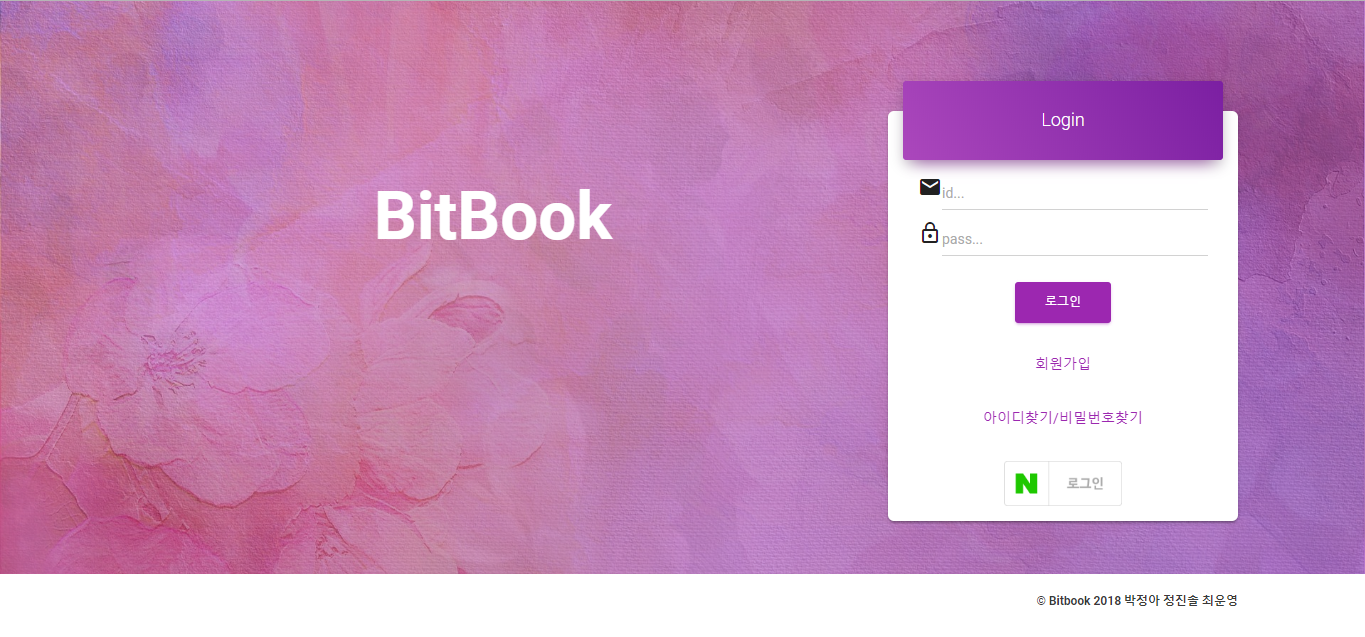 Login
BitBook
id...
pass...
로그인
회원가입
아이디찾기/비밀번호찾기
N 로그인
© Bitbook 2018 박정아 정진솔 최운영